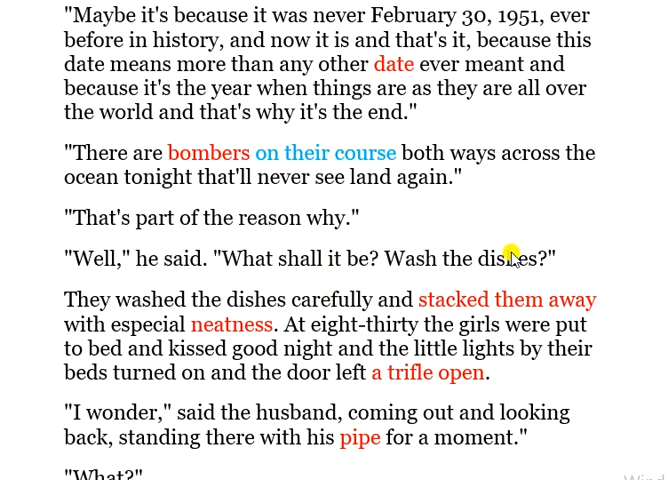 "Maybe it's because it was never February 30, 1951, ever
before in history, and now it is and that's it, because this
date means more than any other date ever meant and
because it's the year when things are as they are all over
the world and that's why it's the end."
"There are bombers on their course both ways across the
ocean tonight that'll never see land again."
"That's part of the reason why."
"Well," he said. "What shall it be? Wash the dishes?"
They washed the dishes carefully and stacked them away
with especial neatness. At eight-thirty the girls were put
to bed and kissed good night and the little lights by their
beds turned on and the door left a trifle open.
"I wonder," said the husband, coming out and looking
back, standing there with his pipe for a moment."
"What?"